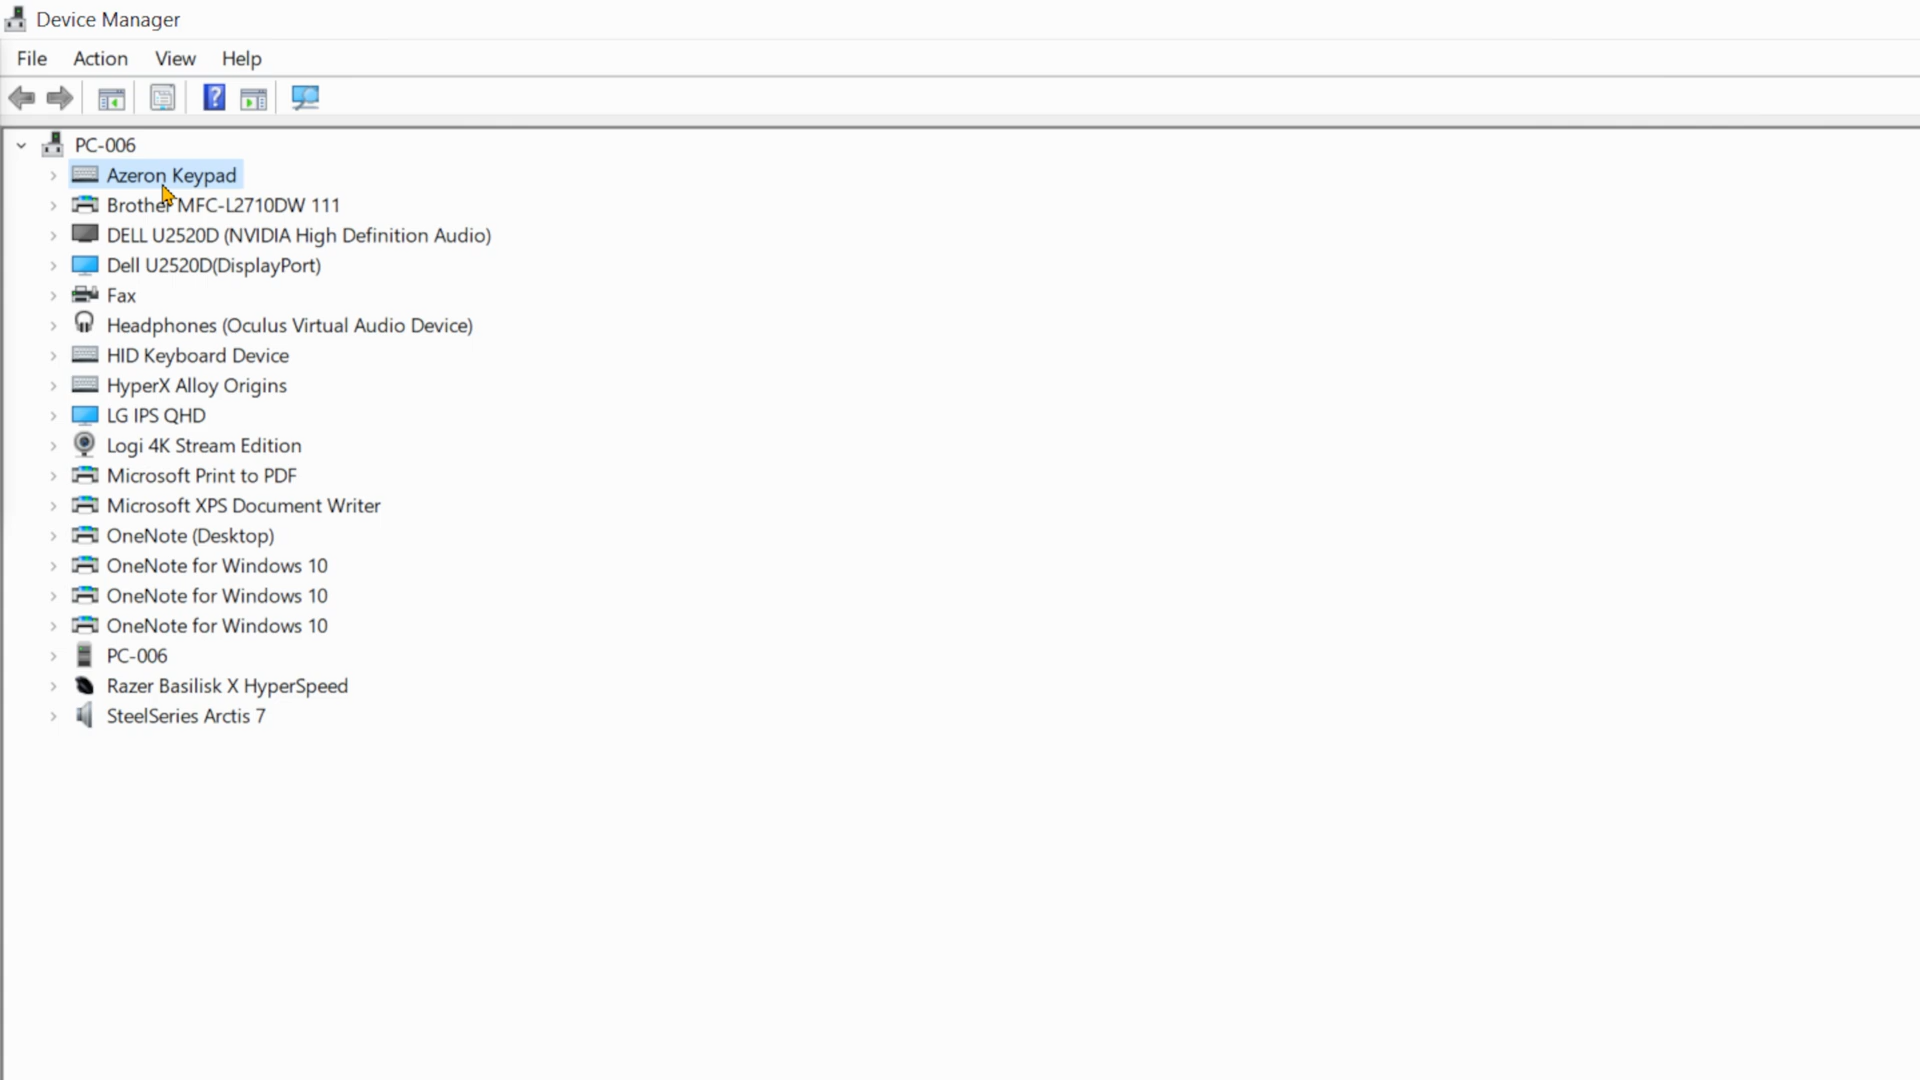 Device Manager
File Action View Help
?
PC-006
Azeron Keypad
Brother MFC-L2710DW 111
DELL U2520D (NVIDIA High Definition Audio)
Dell U2520D(DisplayPort)
Fax
Headphones (Oculus Virtual Audio Device)
HID Keyboard Device
HyperX Alloy Origins
LG IPS QHD
Logi 4K Stream Edition
Microsoft Print to PDF
Microsoft XPS Document Writer
OneNote (Desktop)
OneNote for Windows 10
OneNote for Windows 10
OneNote for Windows 10
PC-006
Razer Basilisk X HyperSpeed
SteelSeries Arctis 7